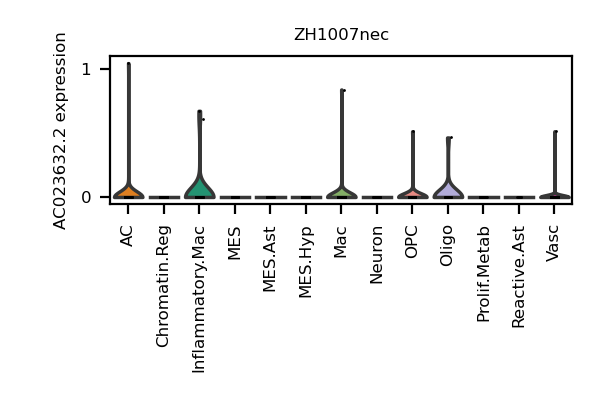 ZH1007nec
AC023632.2 expression
1
0
AC
Chromatin.Reg
Inflammatory.Mac
MES
MES.Ast
MES.Hyp
Mac
Neuron
OPC
Oligo
Prolif.Metab
Reactive.Ast
Vasc